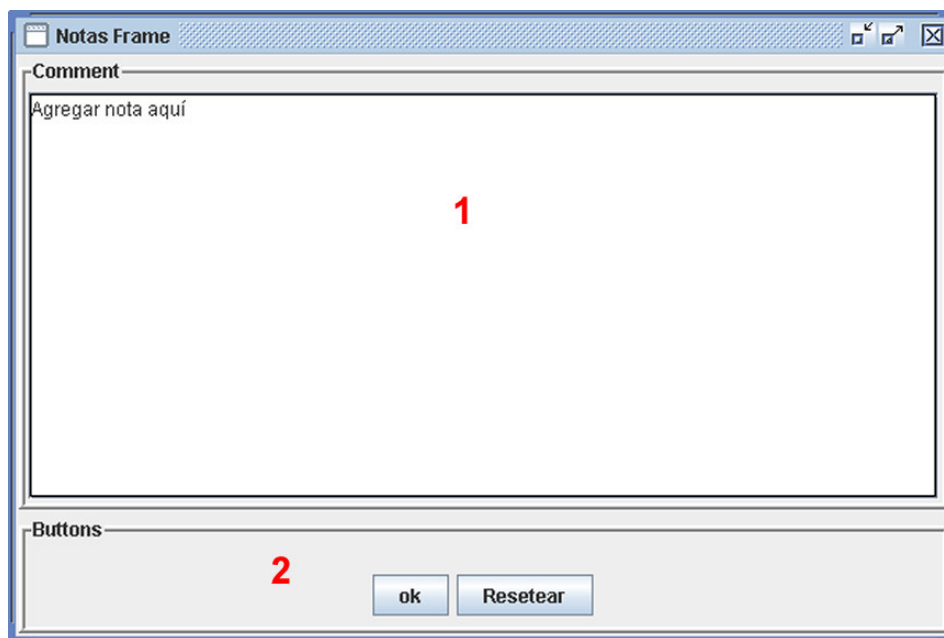 Notas Frame
Comment
Agregar nota aquí
1
Buttons
2
ok Resetear